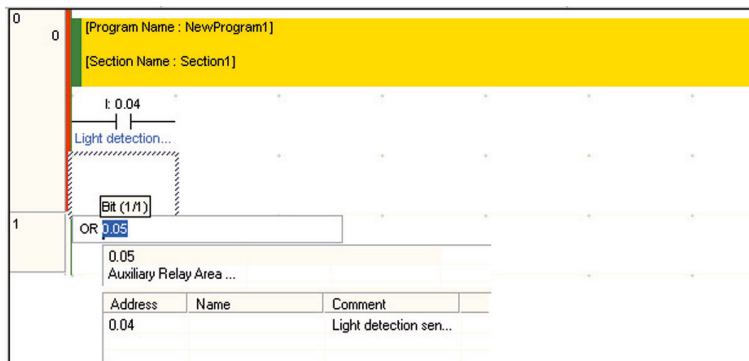 0
0
[Program Name : NewProgram1]
[Section Name : Section1]
I: 0.04
Light detection...
Bit (1/1)
1
OR 0.05
0.05
Auxiliary Relay Area ...
Address Name Comment
0.04 Light detection sen...